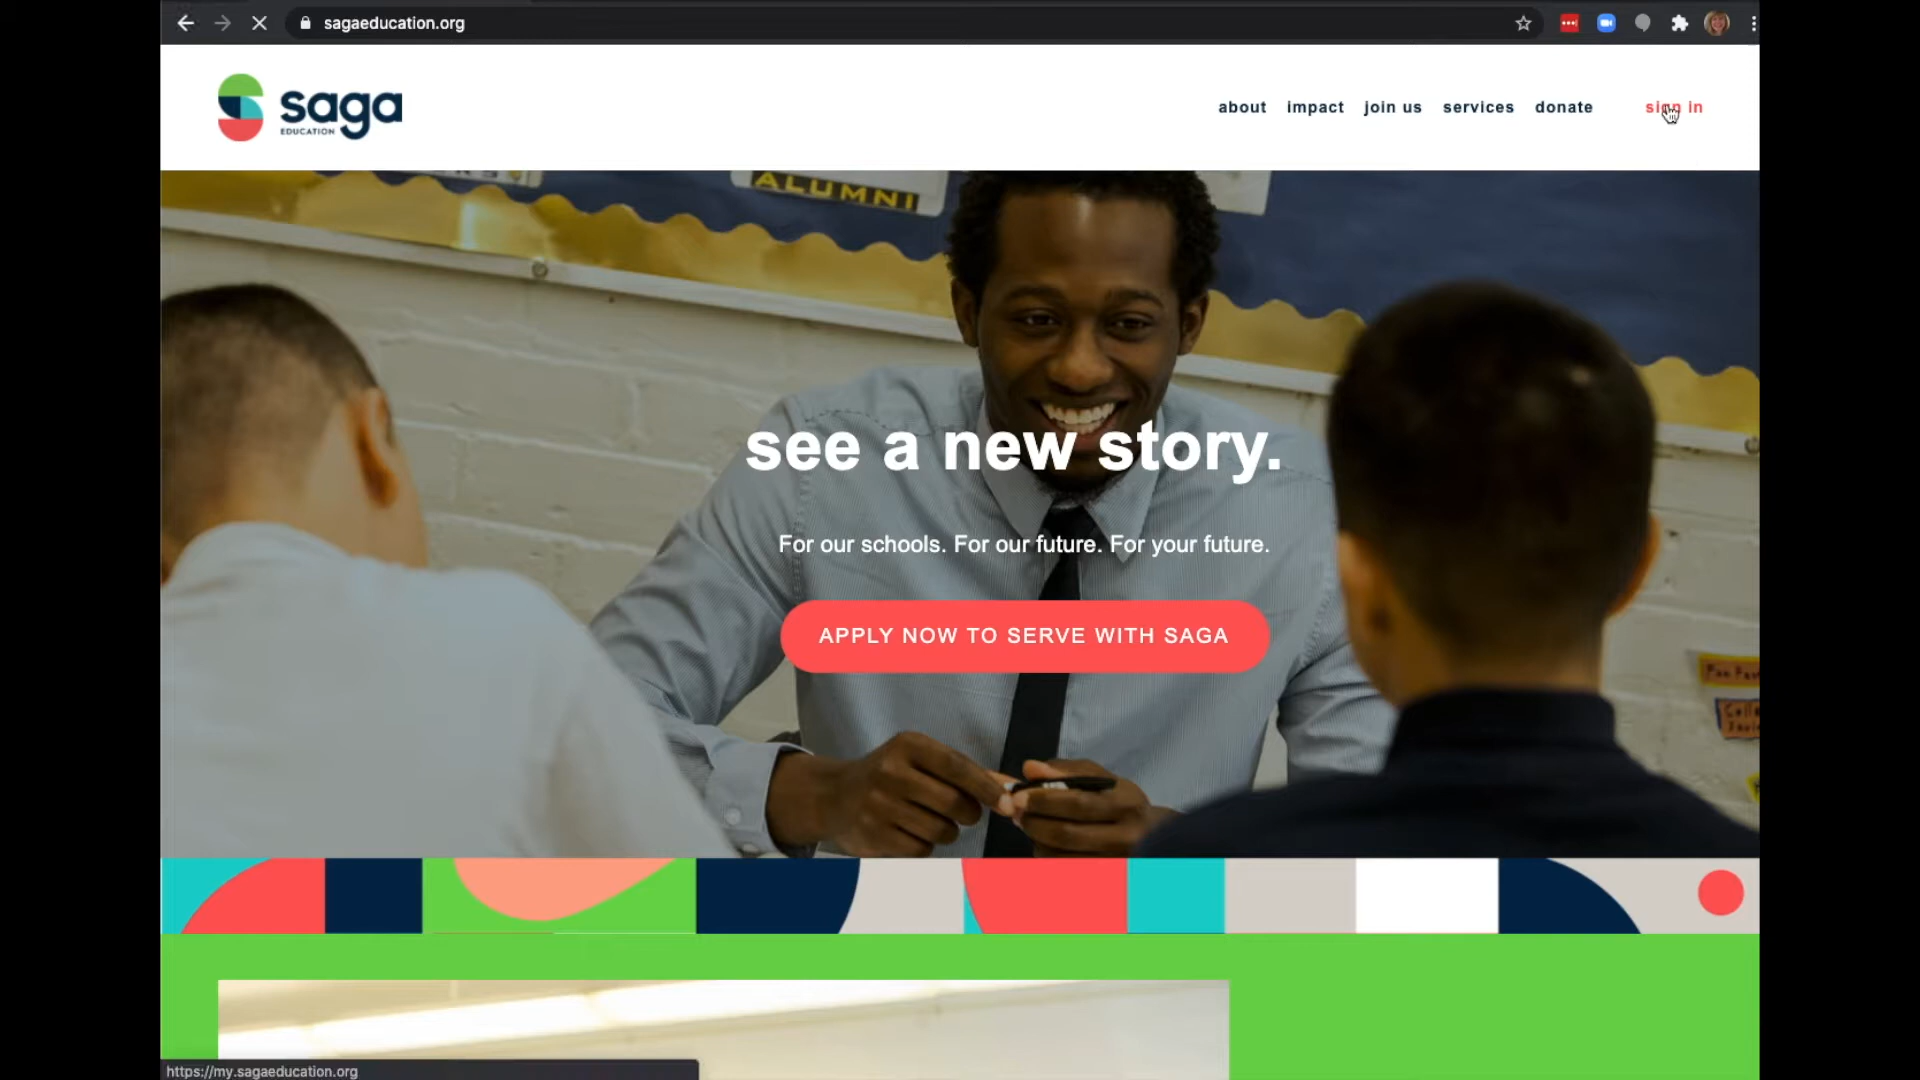 sagaeducation.org
saga
EDUCATION
about impact join us services donate sign in
ALUMNI
see a new story.
For our schools. For our future. For your future.
APPLY NOW TO SERVE WITH SAGA
https://my.sagaeducation.org